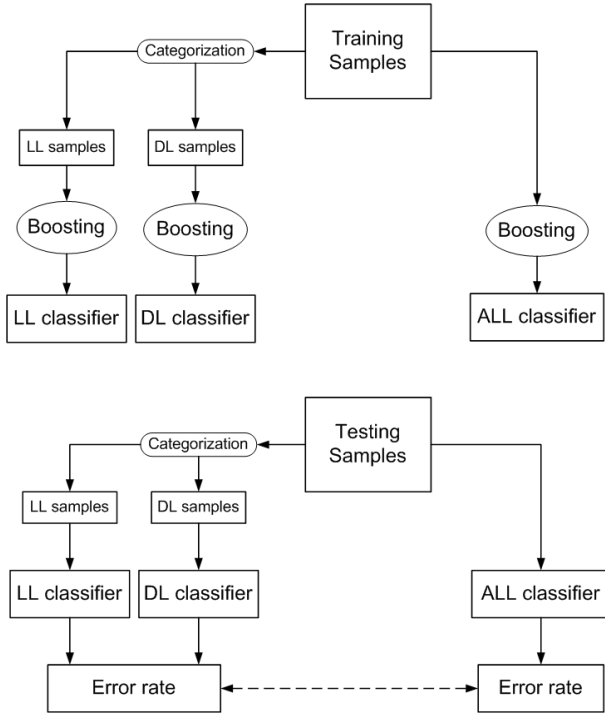 Training
Samples
Categorization
LL samples
DL samples
Boosting
Boosting
Boosting
LL classifier
DL classifier
ALL classifier
Testing
Samples
Categorization
LL samples
DL samples
LL classifier
DL classifier
ALL classifier
Error rate
Error rate